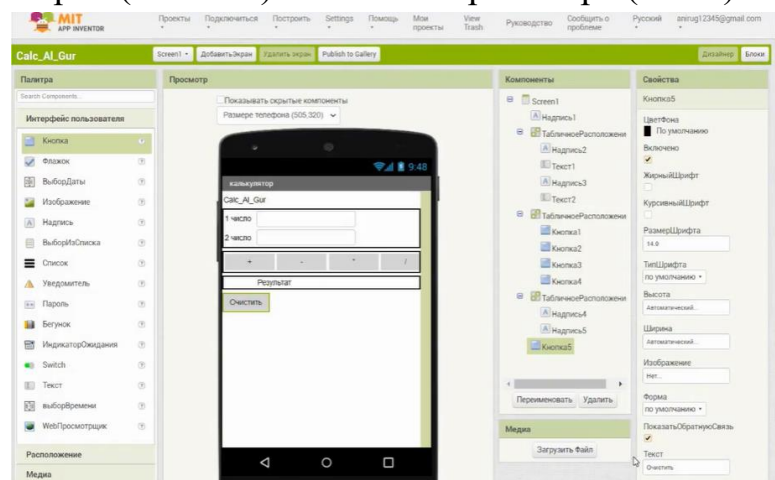 MIT
APP INVENTOR
Проекты
Подключиться
Построить
Settings
Помощь
Мои проекты
View Trash
Руководство
Сообщить о проблеме
Русский
anirug12345@gmail.com
Calc_Al_Gur
Screen1
ДобавитьЭкран
Удалить экран
Publish to Gallery
Дизайнер
Блоки
Палитра
Search Components...
Интерфейс пользователя
Кнопка
Флажок
ВыборДаты
Изображение
Надпись
ВыборИзСписка
Список
Уведомитель
Пароль
Бегунок
ИндикаторОжидания
Switch
Текст
выборВремени
WebПросмотрщик
Расположение
Медиа
Просмотр
Показывать скрытые компоненты
Размере телефона (505,320)
9:48
калькулятор
Calc_Al_Gur
1 число
2 число
+ - * /
Результат
Очистить
Компоненты
Screen1
Надпись1
ТабличноеРасположени
Надпись2
Текст1
Надпись3
Текст2
ТабличноеРасположени
Кнопка1
Кнопка2
Кнопка3
Кнопка4
ТабличноеРасположени
Надпись4
Надпись5
Кнопка5
Переименовать
Удалить
Медиа
Загрузить Файл
Свойства
Кнопка5
ЦветФона
По умолчанию
Включено
ЖирныйШрифт
КурсивныйШрифт
РазмерШрифта
14.0
ТипШрифта
по умолчанию
Высота
Автоматический...
Ширина
Автоматический...
Изображение
Нет...
Форма
по умолчанию
ПоказатьОбратнуюСвязь
Текст
Очистить